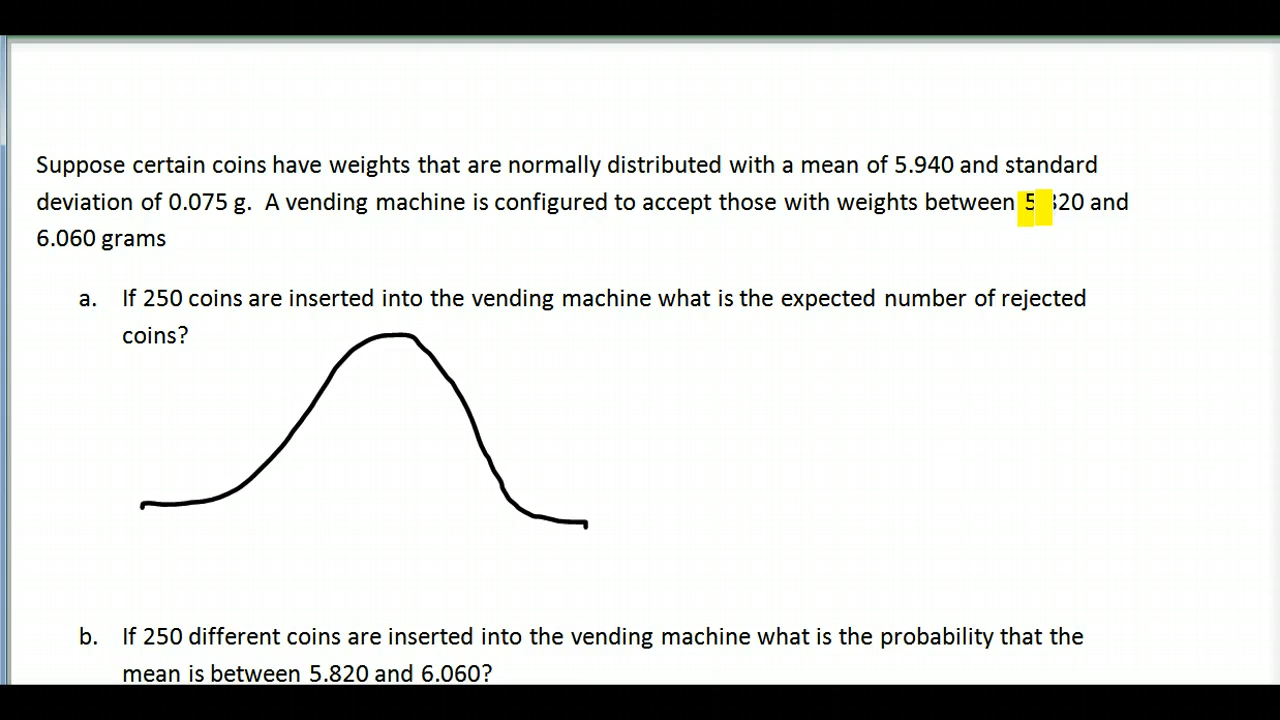 Suppose certain coins have weights that are normally distributed with a mean of 5.940 and standard
deviation of 0.075 g. A vending machine is configured to accept those with weights between 5.820 and
6.060 grams
a. If 250 coins are inserted into the vending machine what is the expected number of rejected
coins?
b. If 250 different coins are inserted into the vending machine what is the probability that the
mean is between 5.820 and 6.060?